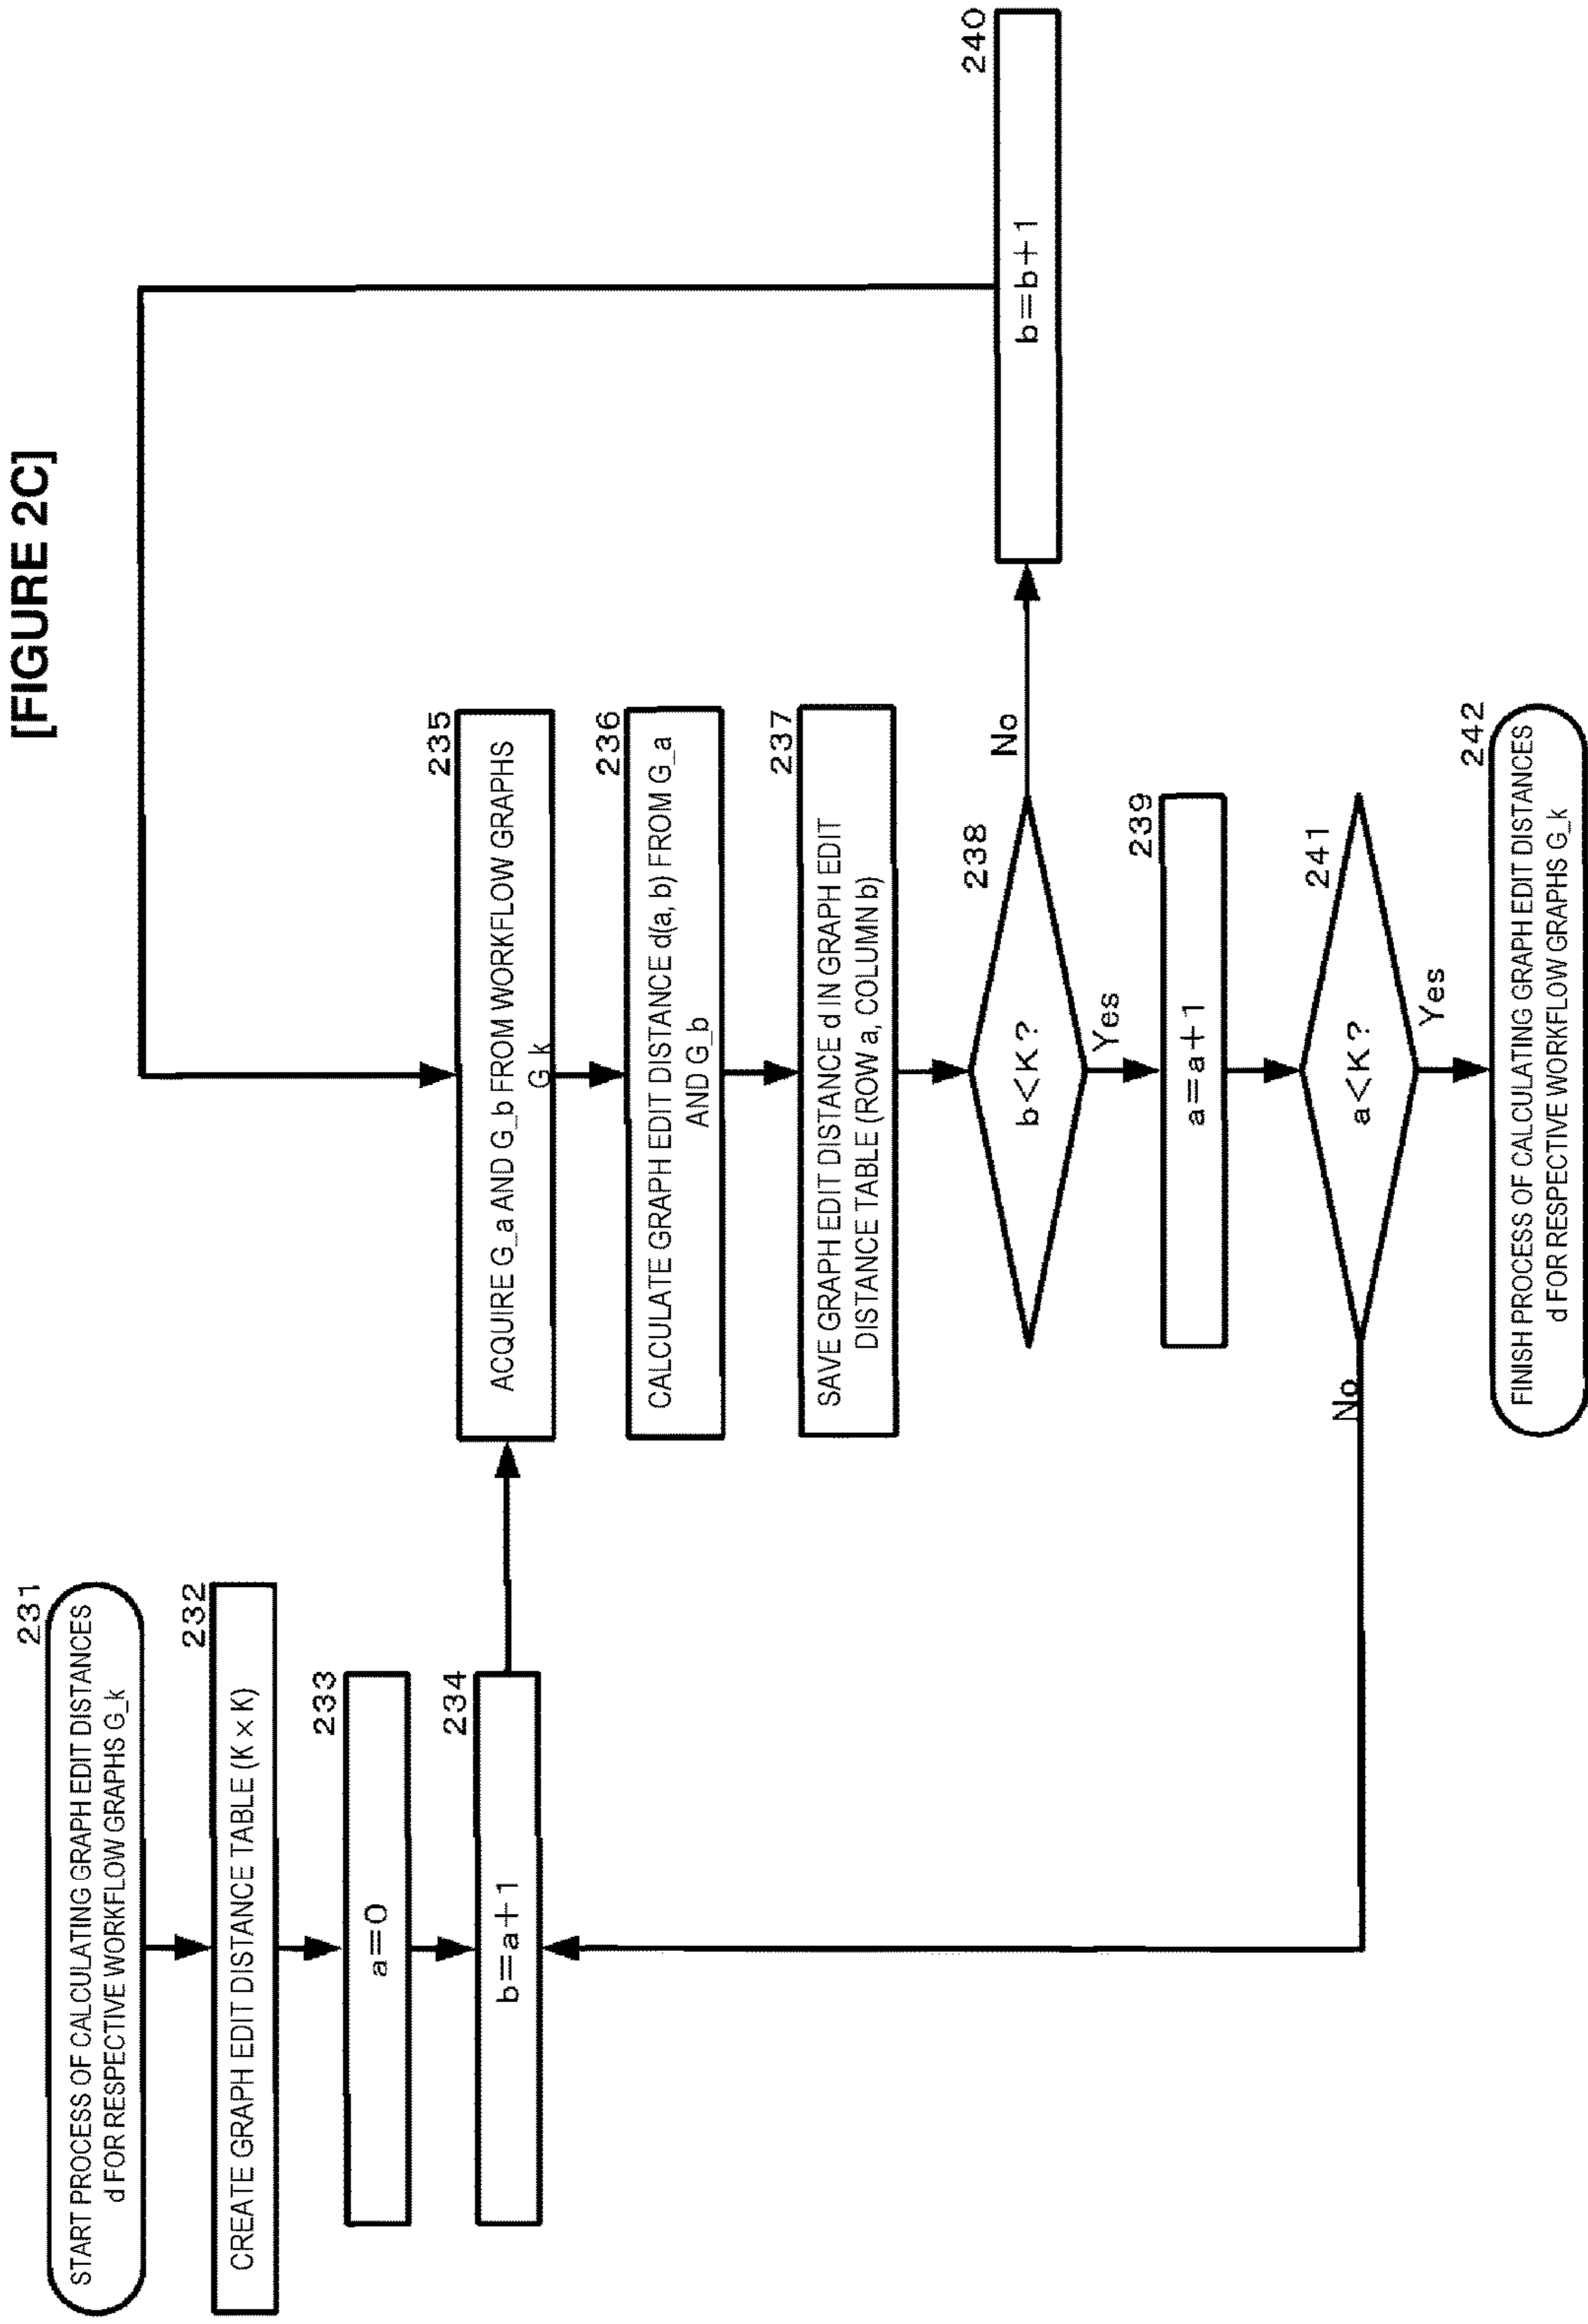 [FIGURE 2C]
231
START PROCESS OF CALCULATING GRAPH EDIT DISTANCES
d FOR RESPECTIVE WORKFLOW GRAPHS G_k
232
CREATE GRAPH EDIT DISTANCE TABLE (K × K)
233
a=0
234
b=a+1
235
ACQUIRE G_a AND G_b FROM WORKFLOW GRAPHS
G_k
236
CALCULATE GRAPH EDIT DISTANCE d(a, b) FROM G_a
AND G_b
237
SAVE GRAPH EDIT DISTANCE d IN GRAPH EDIT
DISTANCE TABLE (ROW a, COLUMN b)
238
b<K?
No
Yes
240
b=b+1
239
a=a+1
241
a<K?
No
Yes
242
FINISH PROCESS OF CALCULATING GRAPH EDIT DISTANCES
d FOR RESPECTIVE WORKFLOW GRAPHS G_k